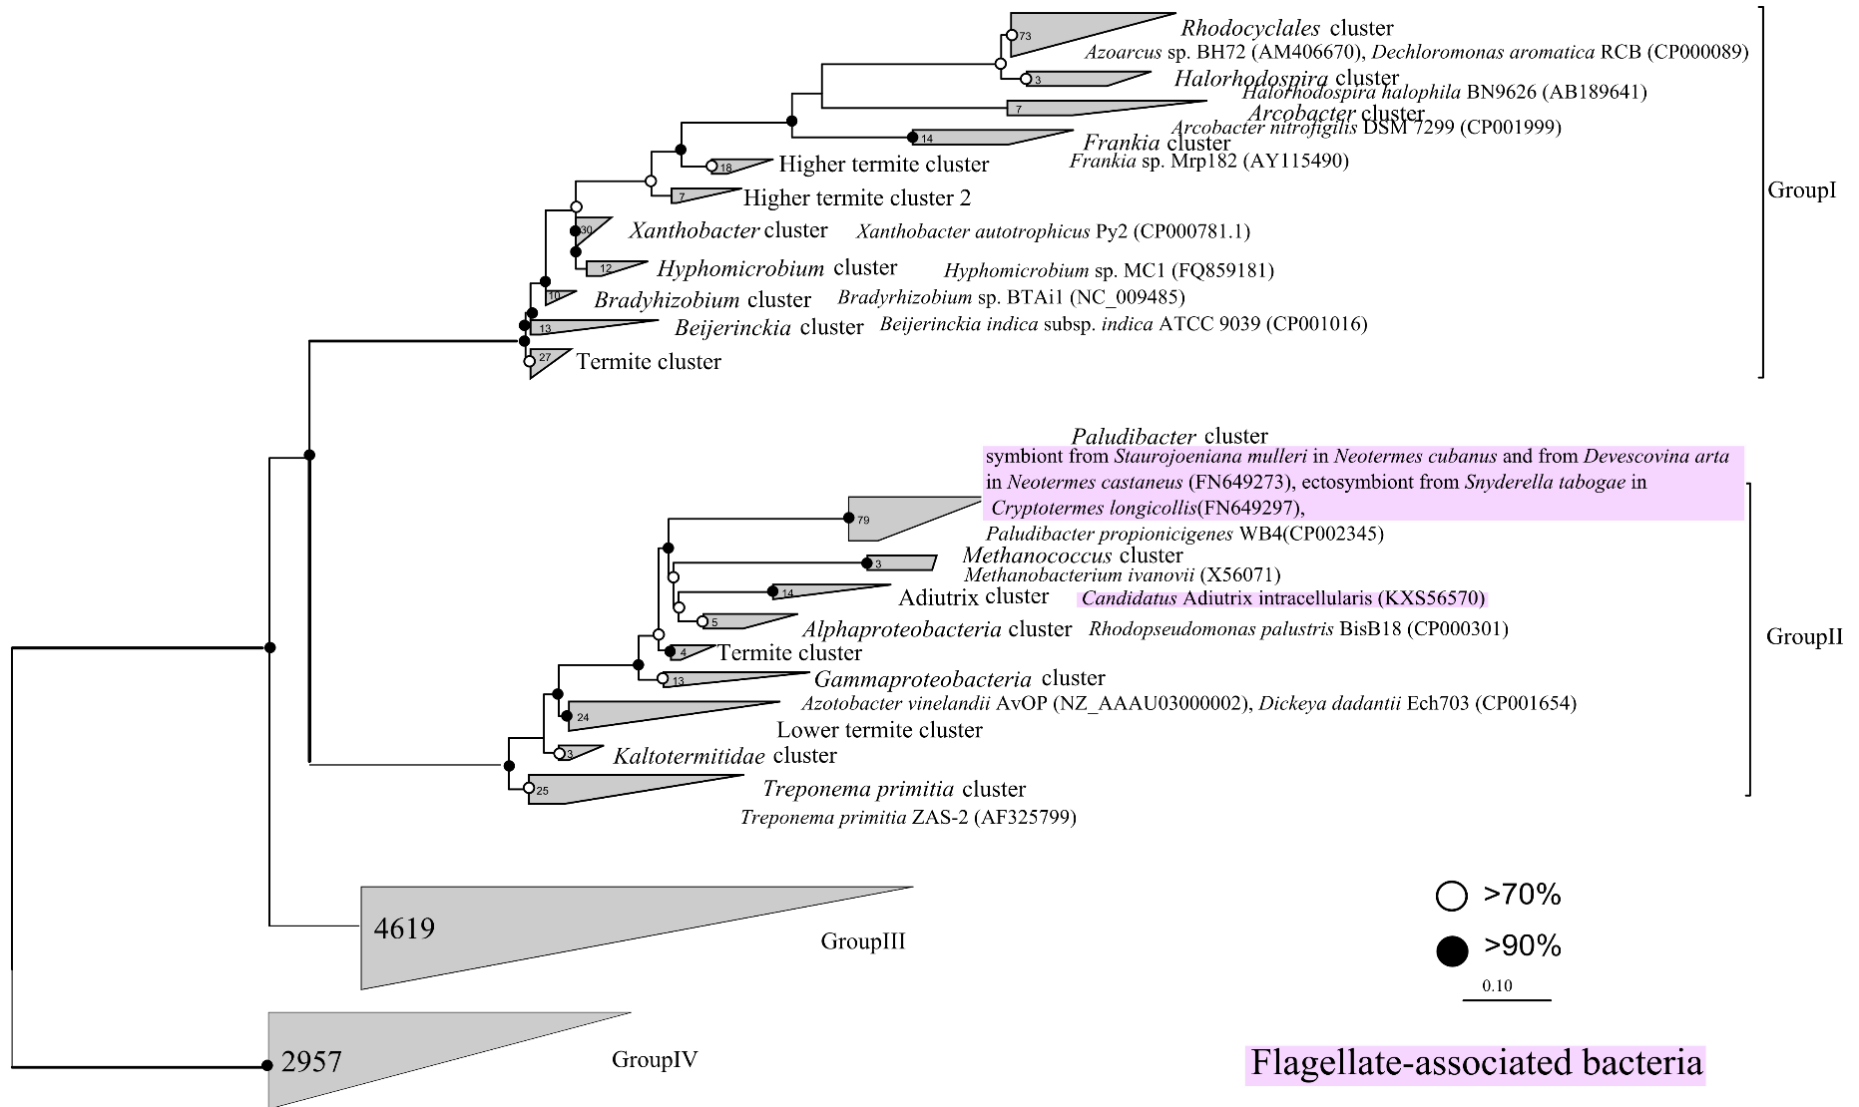 73
Rhodocyclales cluster
Azoarcus sp. BH72 (AM406670), Dechloromonas aromatica RCB (CP000089)
3
Halorhodospira cluster
Halorhodospira halophila BN9626 (AB189641)
7
Arcobacter cluster
Arcobacter nitrofigilis DSM 7299 (CP001999)
14
Frankia cluster
Frankia sp. Mrp182 (AY115490)
18
Higher termite cluster
7
Higher termite cluster 2
GroupI
30
Xanthobacter cluster Xanthobacter autotrophicus Py2 (CP000781.1)
12
Hyphomicrobium cluster Hyphomicrobium sp. MC1 (FQ859181)
10
Bradyhizobium cluster Bradyrhizobium sp. BTAi1 (NC_009485)
13
Beijerinckia cluster Beijerinckia indica subsp. indica ATCC 9039 (CP001016)
27
Termite cluster
Paludibacter cluster
symbiont from Staurojoeniana mulleri in Neotermes cubanus and from Devescovina arta
in Neotermes castaneus (FN649273), ectosymbiont from Snyderella tabogae in
Cryptotermes longicollis(FN649297),
79
Paludibacter propionicigenes WB4(CP002345)
3
Methanococcus cluster
Methanobacterium ivanovii (X56071)
14
Adiutrix cluster Candidatus Adiutrix intracellularis (KXS56570)
5
Alphaproteobacteria cluster Rhodopseudomonas palustris BisB18 (CP000301)
GroupII
4
Termite cluster
13
Gammaproteobacteria cluster
Azotobacter vinelandii AvOP (NZ_AAAU03000002), Dickeya dadantii Ech703 (CP001654)
24
Lower termite cluster
3
Kaltotermitidae cluster
25
Treponema primitia cluster
Treponema primitia ZAS-2 (AF325799)
4619
GroupIII
>70%
>90%
0.10
2957
GroupIV
Flagellate-associated bacteria